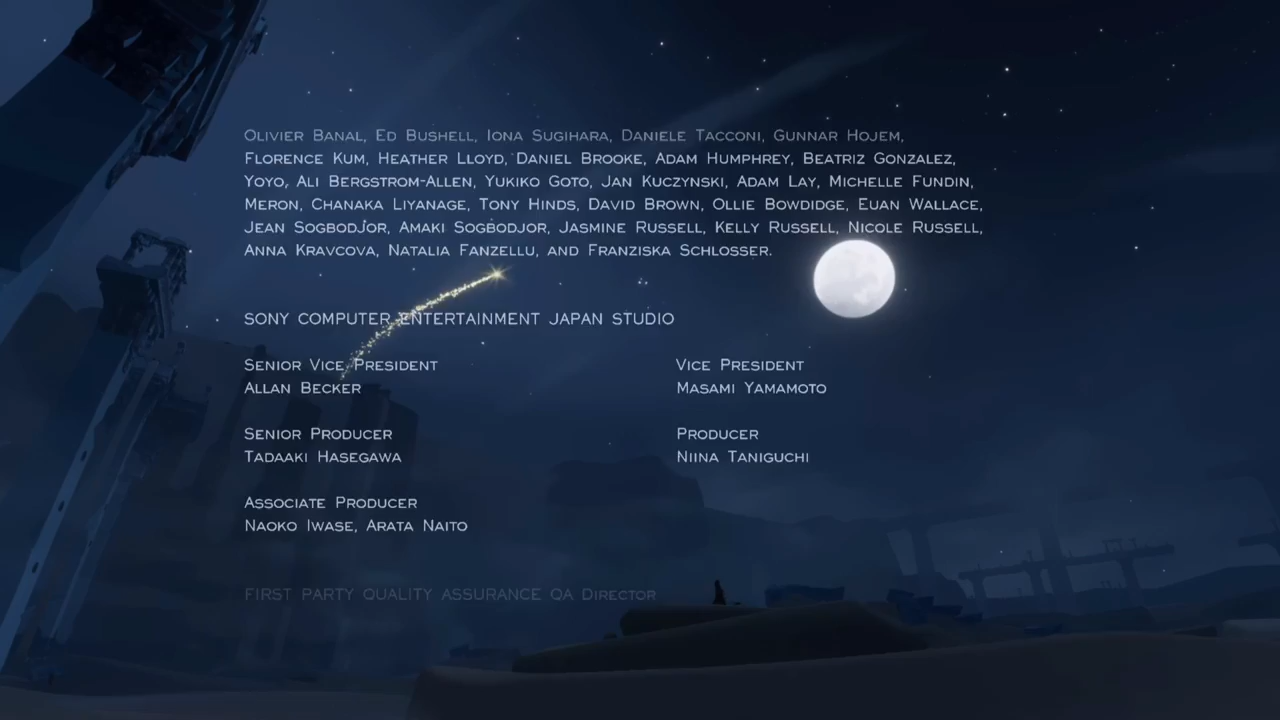 OLIVIER BANAL, ED BUSHELL, IONA SUGIHARA, DANIELE TACCONI, GUNNAR HOJEM,
FLORENCE KUM, HEATHER LLOYD, DANIEL BROOKE, ADAM HUMPHREY, BEATRIZ GONZALEZ,
YOYO, ALI BERGSTROM-ALLEN, YUKIKO GOTO, JAN KUCZYNSKI, ADAM LAY, MICHELLE FUNDIN,
MERON, CHANAKA LIYANAGE, TONY HINDS, DAVID BROWN, OLLIE BOWDIDGE, EUAN WALLACE,
JEAN SOGBODJOR, AMAKI SOGBODJOR, JASMINE RUSSELL, KELLY RUSSELL, NICOLE RUSSELL,
ANNA KRAVCOVA, NATALIA FANZELLU, AND FRANZISKA SCHLOSSER.
SONY COMPUTER ENTERTAINMENT JAPAN STUDIO
SENIOR VICE PRESIDENT
ALLAN BECKER
VICE PRESIDENT
MASAMI YAMAMOTO
SENIOR PRODUCER
TADAAKI HASEGAWA
PRODUCER
NIINA TANIGUCHI
ASSOCIATE PRODUCER
NAOKO IWASE, ARATA NAITO
FIRST PARTY QUALITY ASSURANCE QA DIRECTOR